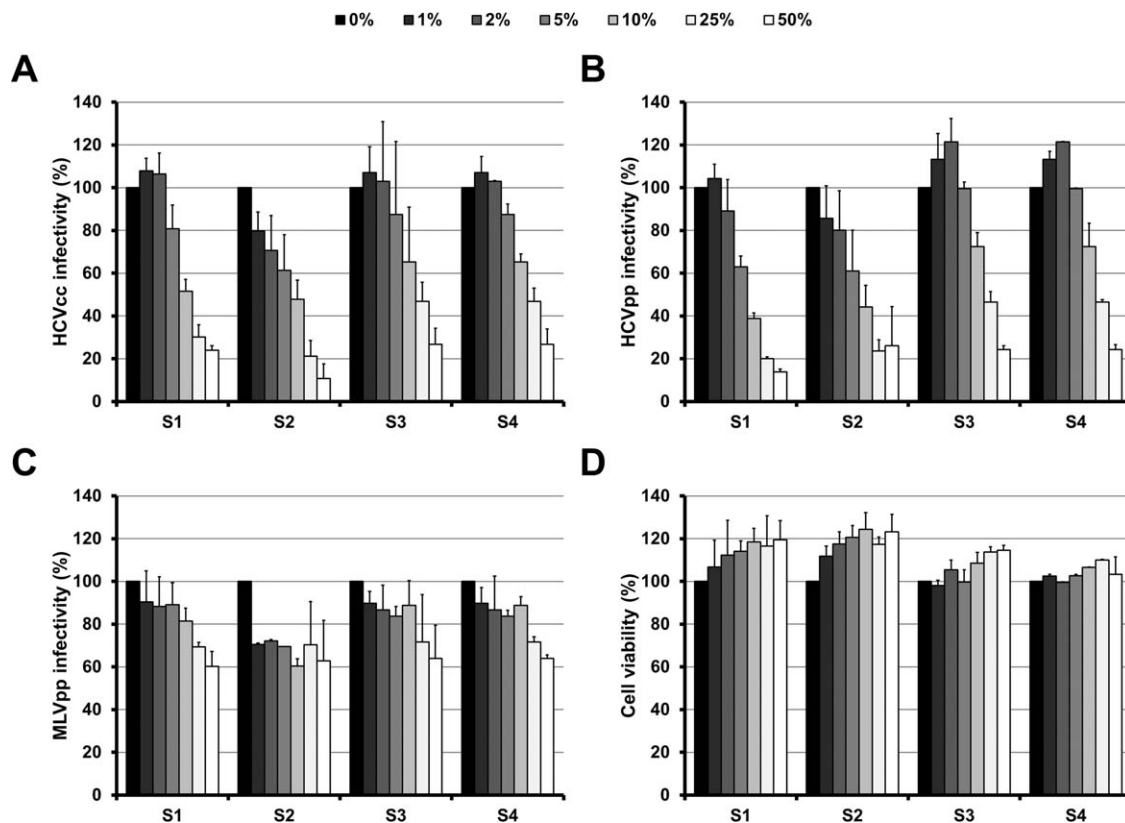 0% 1% 2% 5% 10% 25% 50%
A
HCVcc infectivity (%)
140
120
100
80
60
40
20
0
S1 S2 S3 S4
B
HCVpp infectivity (%)
140
120
100
80
60
40
20
0
S1 S2 S3 S4
C
MLVpp infectivity (%)
140
120
100
80
60
40
20
0
S1 S2 S3 S4
D
Cell viability (%)
140
120
100
80
60
40
20
0
S1 S2 S3 S4